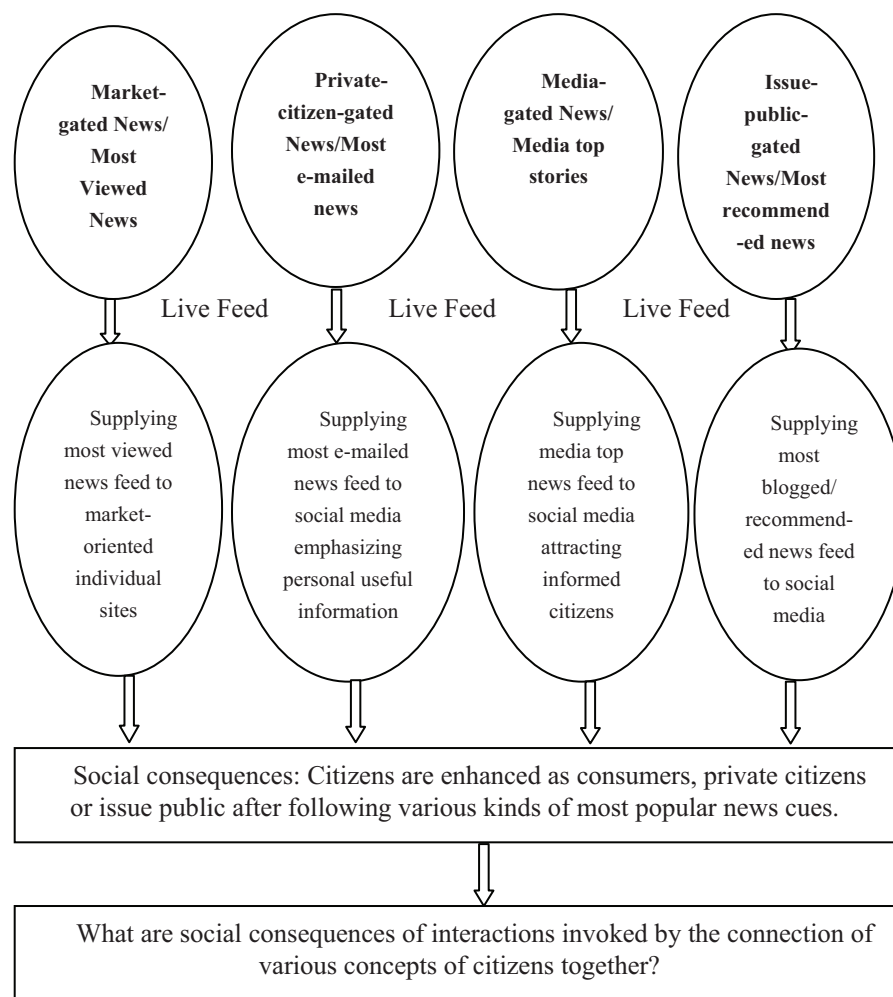 Market-
gated News/
Most
Viewed
News
Private-
citizen-gated
News/Most
e-mailed
news
Media-
gated News/
Media top
stories
Issue-
public-
gated
News/Most
recommend
-ed news
Live Feed
Live Feed
Live Feed
Supplying
most viewed
news feed to
market-
oriented
individual
sites
Supplying
most e-mailed
news feed to
social media
emphasizing
personal useful
information
Supplying
media top
news feed to
social media
attracting
informed
citizens
Supplying
most
blogged/
recommend-
ed news feed
to social
media
Social consequences: Citizens are enhanced as consumers, private citizens
or issue public after following various kinds of most popular news cues.
What are social consequences of interactions invoked by the connection of
various concepts of citizens together?